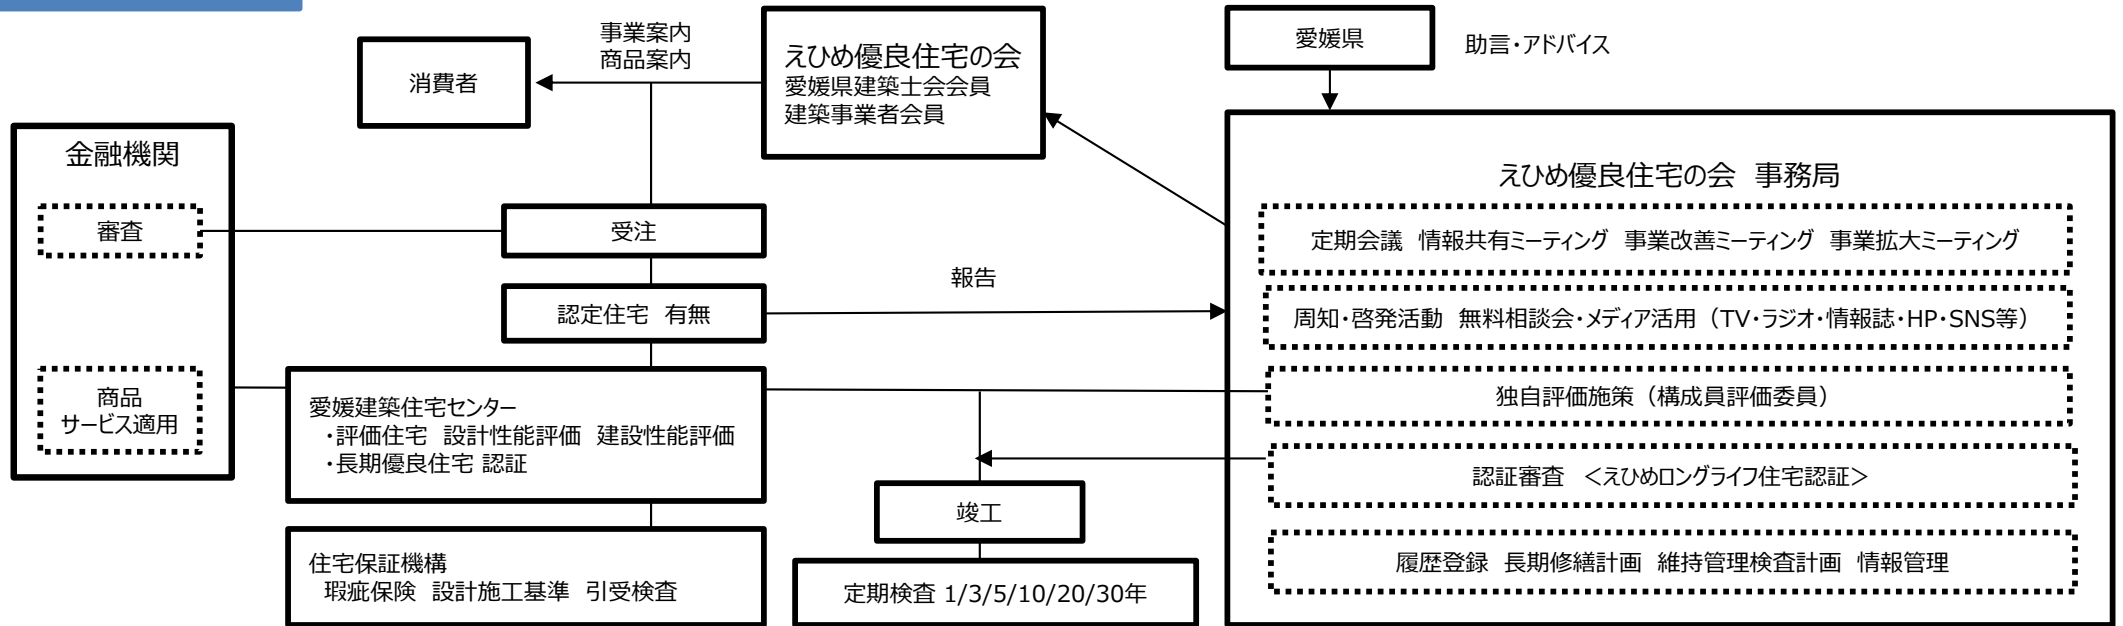 事業案内
商品案内
消費者
えひめ優良住宅の会
愛媛県建築士会会員
建築事業者会員
愛媛県
助言・アドバイス
金融機関
審査
商品
サービス適用
受注
認定住宅　有無
報告
愛媛建築住宅センター
・評価住宅　設計性能評価　建設性能評価
・長期優良住宅 認証
住宅保証機構
瑕疵保険　設計施工基準　引受検査
竣工
定期検査 1/3/5/10/20/30年
えひめ優良住宅の会　事務局
定期会議　情報共有ミーティング　事業改善ミーティング　事業拡大ミーティング
周知・啓発活動　無料相談会・メディア活用（TV・ラジオ・情報誌・HP・SNS等）
独自評価施策（構成員評価委員）
認証審査　＜えひめロングライフ住宅認証＞
履歴登録　長期修繕計画　維持管理検査計画　情報管理